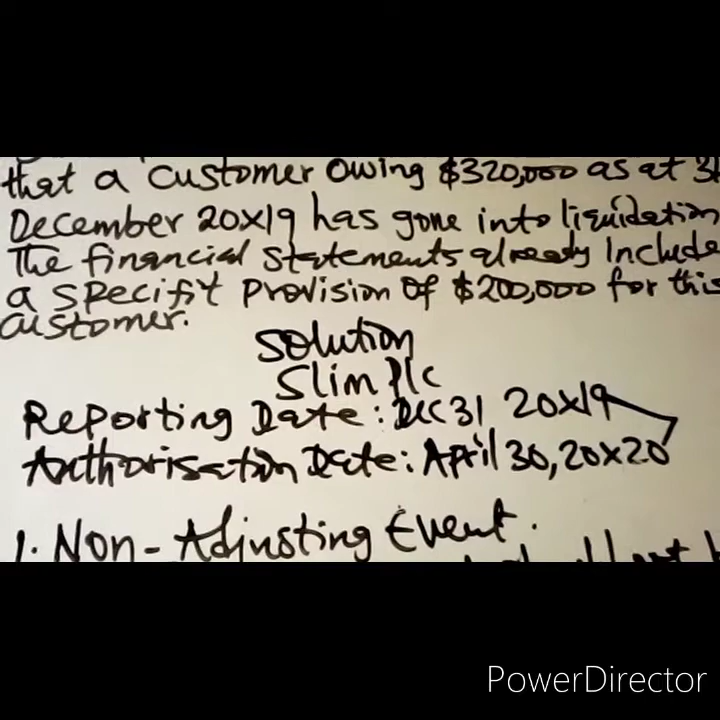 that a customer owing $320,000 as at 31
December 20X19 has gone into liquidation
The financial statements already Include
a specifit provision of $200,000 for this
customer.
Solution
Slim Plc
Reporting Date: Dec 31 20X19
Authorisation Date: April 30, 20X20
1. Non-Adjusting Event.
PowerDirector